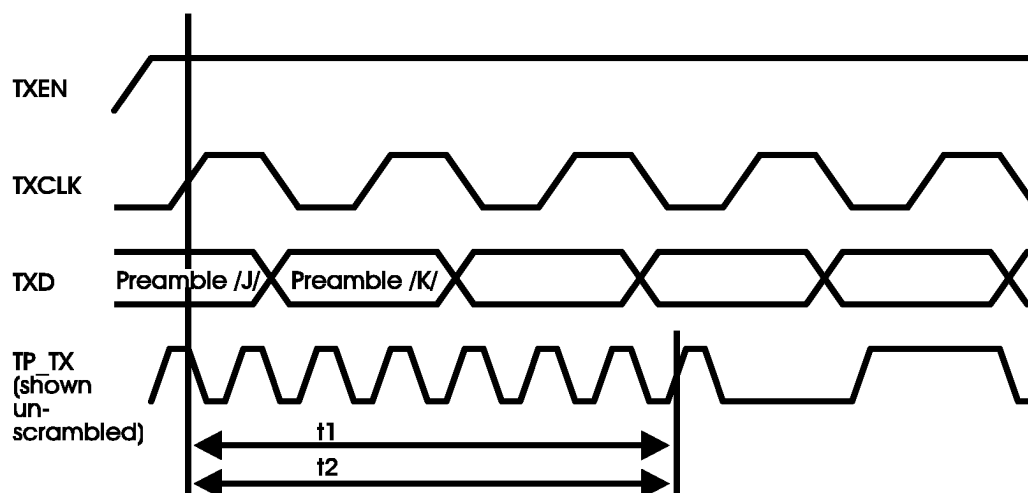 TXEN
TXCLK
TXD
Preamble /J/
Preamble /K/
TP_TX
(shown
un-
scrambled)
t1
t2